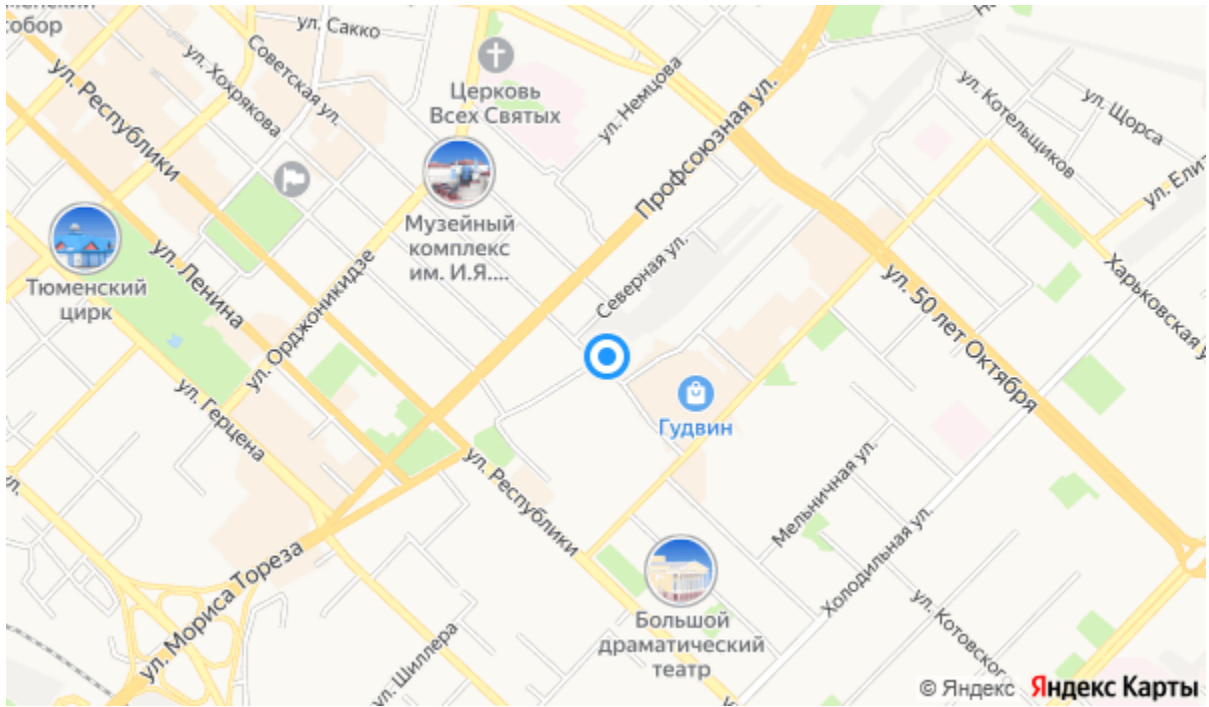 собор
ул. Сакко
Советская ул.
ул. Хохрякова
ул. Республики
Церковь
Всех Святых
ул. Немцова
Профсоюзная ул.
ул. Котельщиков
ул. Щорса
Музейный
комплекс
им. И.Я....
Северная ул.
ул. 50 лет Октября
Харьковская у
Тюменский
цирк
ул. Ленина
ул. Орджоникидзе
ул. Герцена
Гудвин
ул. Республики
Мельничная ул.
Холодильная ул.
ул. Мориса Тореза
Большой
драматический
театр
ул. Шиллера
ул. Котовского
© Яндекс Яндекс Карты